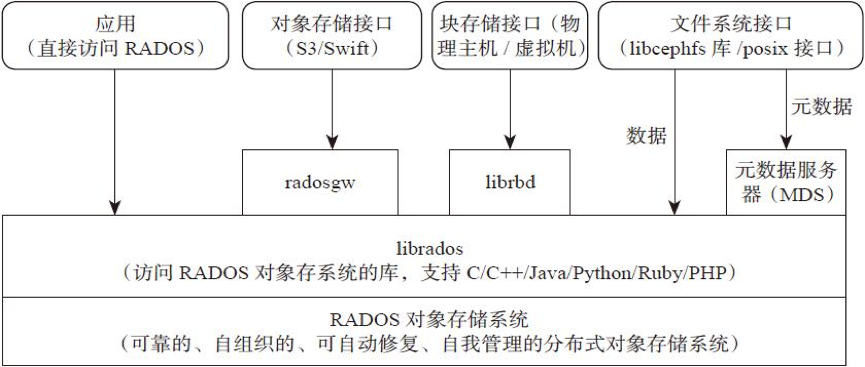 应用
（直接访问 RADOS）
对象存储接口
（S3/Swift）
块存储接口（物
理主机 / 虚拟机）
文件系统接口
（libcephfs 库 /posix 接口）
数据
元数据
radosgw
librbd
元数据服务
器（MDS）
librados
（访问 RADOS 对象存系统的库，支持 C/C++/Java/Python/Ruby/PHP）
RADOS 对象存储系统
（可靠的、自组织的、可自动修复、自我管理的分布式对象存储系统）